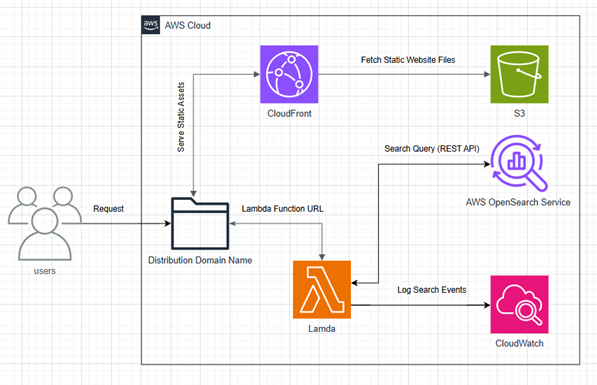 aws
AWS Cloud
Fetch Static Website Files
CloudFront
S3
Serve Static Assets
Search Query (REST API)
AWS OpenSearch Service
Request
Lambda Function URL
users
Distribution Domain Name
Log Search Events
Lamda
CloudWatch